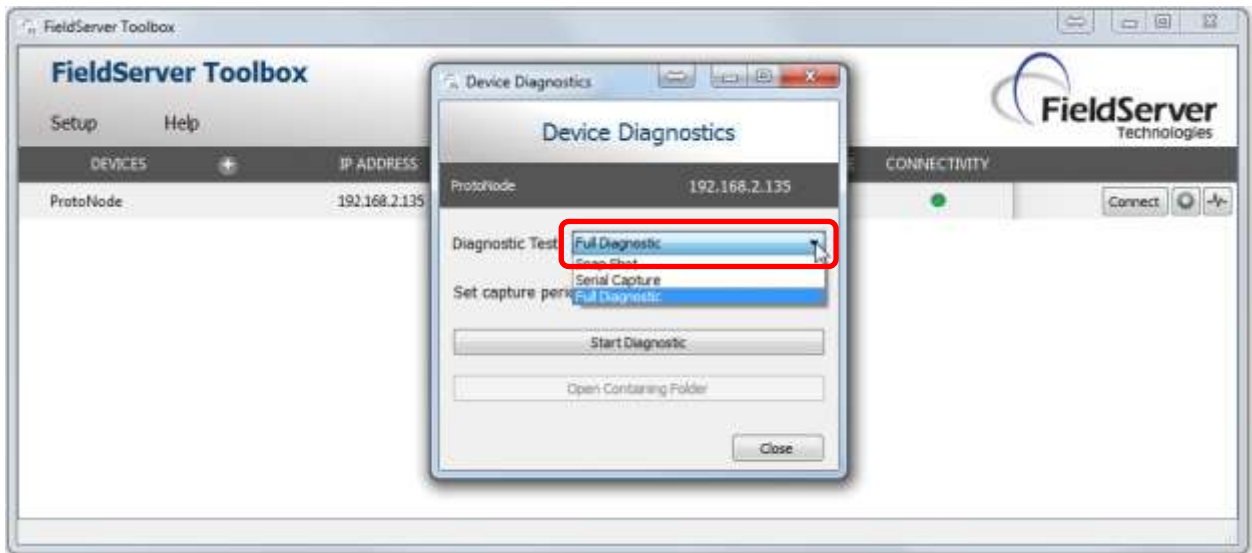 FieldServer Toolbox
FieldServer Toolbox
Setup Help
FieldServer
Technologies
DEVICES IP ADDRESS CONNECTIVITY
ProtoNode 192.168.2.135 Connect
Device Diagnostics
Device Diagnostics
ProtoNode 192.168.2.135
Diagnostic Test Full Diagnostic
Snap Shot
Serial Capture
Set capture Full Diagnostic
Start Diagnostic
Open Containing Folder
Close